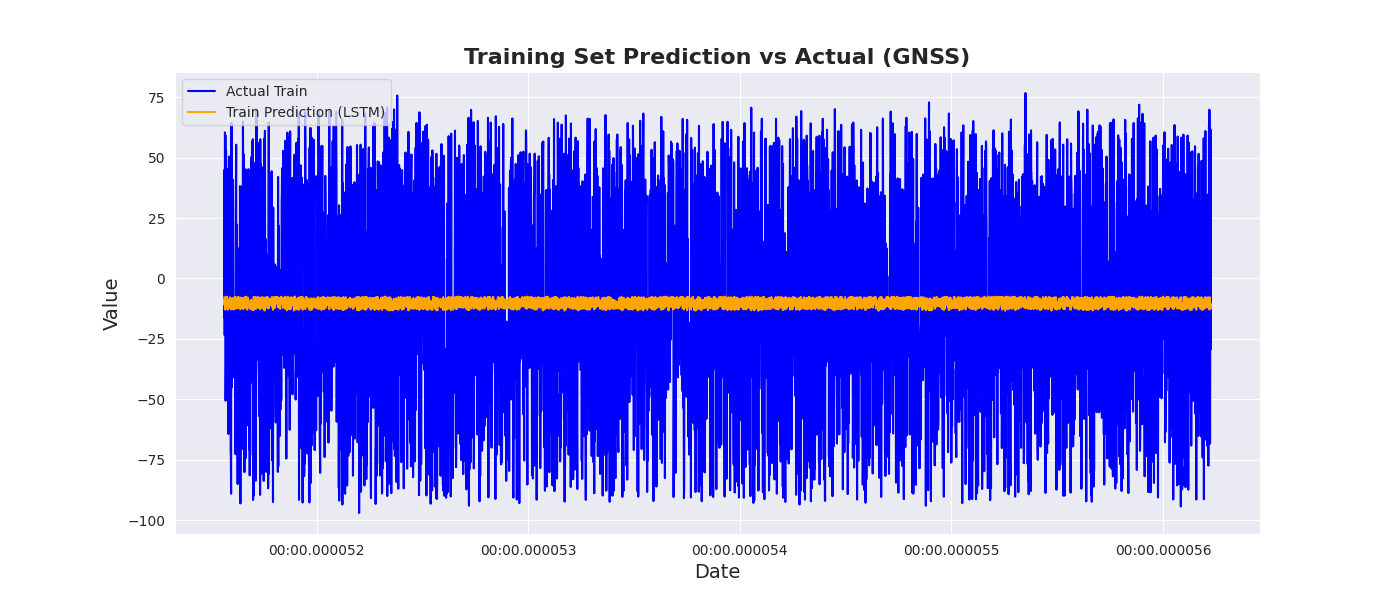 Training Set Prediction vs Actual (GNSS)
Actual Train
Train Prediction (LSTM)
75
50
25
0
−25
−50
−75
−100
Value
00:00.000052
00:00.000053
00:00.000054
00:00.000055
00:00.000056
Date